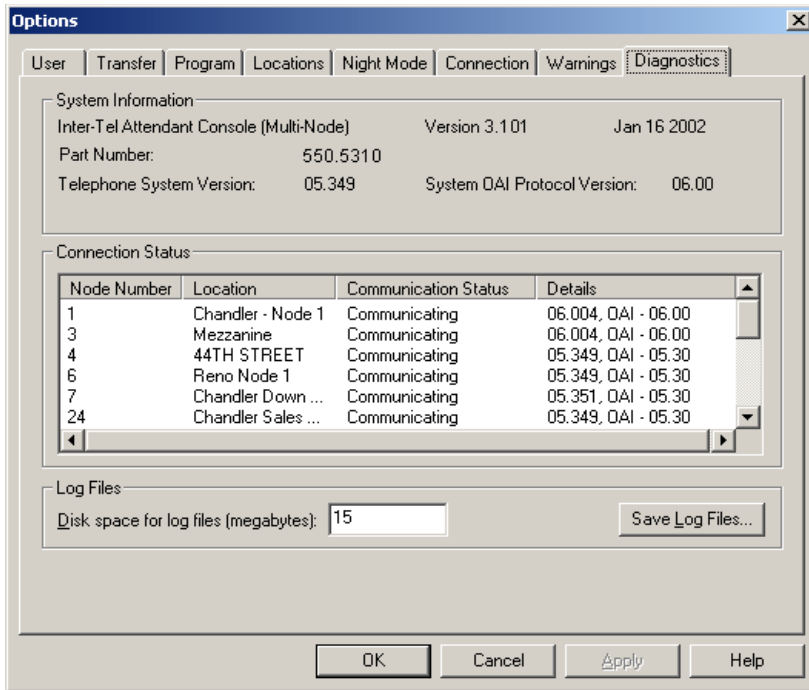 Options
User Transfer Program Locations Night Mode Connection Warnings Diagnostics
System Information
Inter-Tel Attendant Console (Multi-Node) Version 3.101 Jan 16 2002
Part Number: 550.5310
Telephone System Version: 05.349 System OAI Protocol Version: 06.00
Connection Status
Node Number Location Communication Status Details
1 Chandler - Node 1 Communicating 06.004, OAI - 06.00
3 Mezzanine Communicating 06.004, OAI - 06.00
4 44TH STREET Communicating 05.349, OAI - 05.30
6 Reno Node 1 Communicating 05.349, OAI - 05.30
7 Chandler Down ... Communicating 05.351, OAI - 05.30
24 Chandler Sales ... Communicating 05.349, OAI - 05.30
Log Files
Disk space for log files (megabytes): 15 Save Log Files...
OK Cancel Apply Help